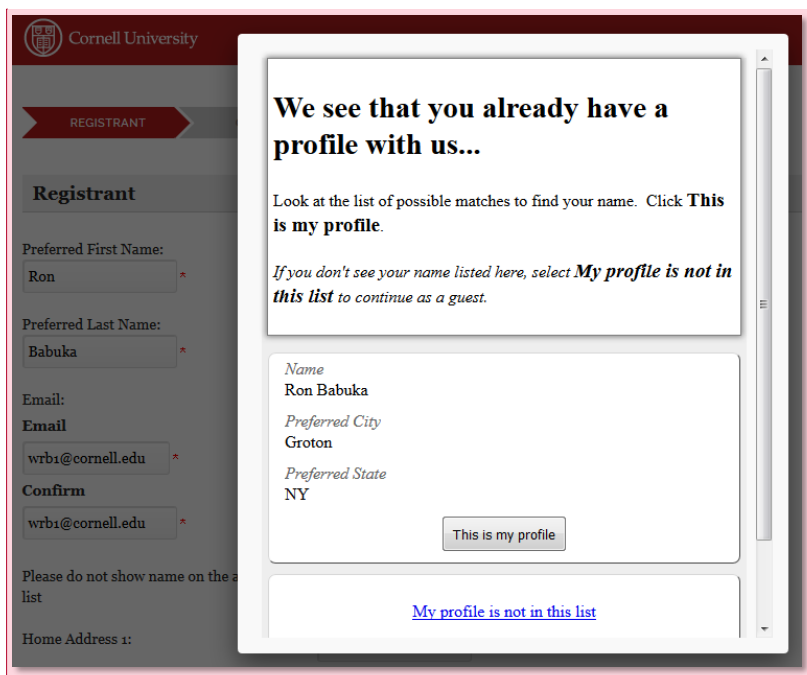 Cornell University
REGISTRANT
Registrant
Preferred First Name:
Ron *
Preferred Last Name:
Babuka *
Email:
Email
wrb1@cornell.edu *
Confirm
wrb1@cornell.edu *
Please do not show name on the a
list
Home Address 1:
We see that you already have a
profile with us...
Look at the list of possible matches to find your name. Click This
is my profile.
If you don't see your name listed here, select My profile is not in
this list to continue as a guest.
Name
Ron Babuka
Preferred City
Groton
Preferred State
NY
This is my profile
My profile is not in this list